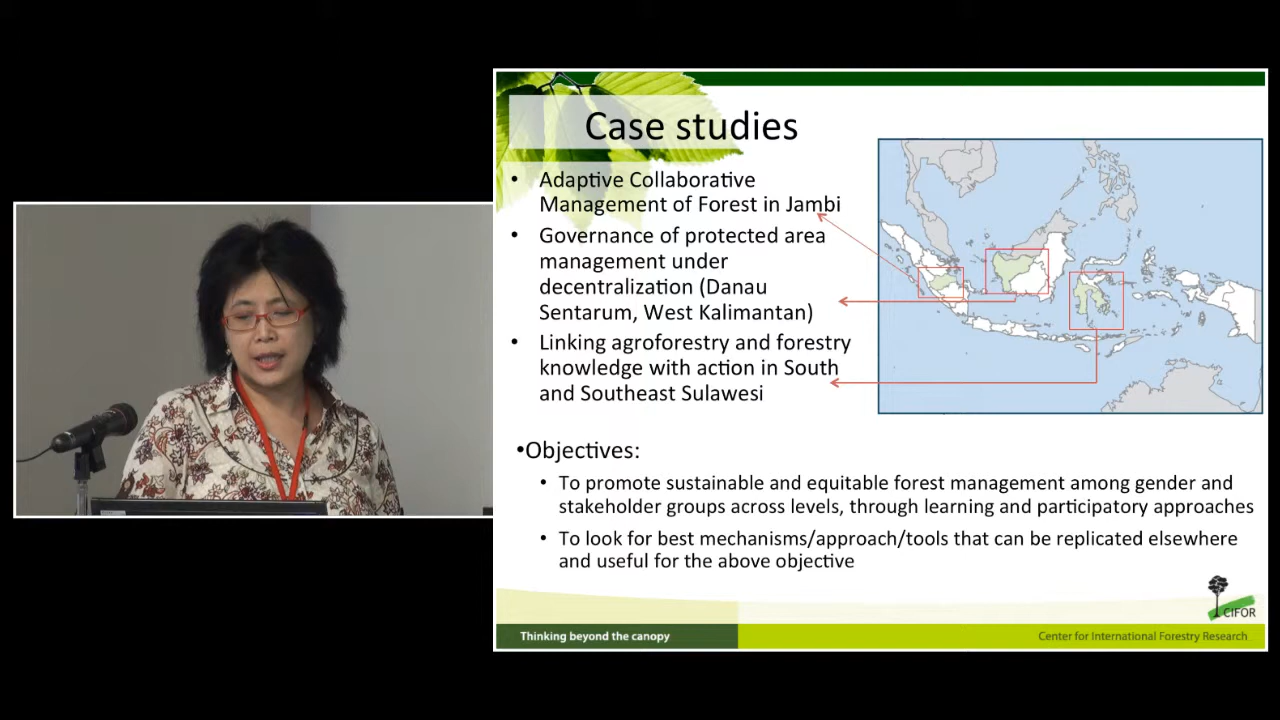 Case studies
• Adaptive Collaborative
Management of Forest in Jambi
• Governance of protected area
management under
decentralization (Danau
Sentarum, West Kalimantan)
• Linking agroforestry and forestry
knowledge with action in South
and Southeast Sulawesi
•Objectives:
• To promote sustainable and equitable forest management among gender and
stakeholder groups across levels, through learning and participatory approaches
• To look for best mechanisms/approach/tools that can be replicated elsewhere
and useful for the above objective
CIFOR
Thinking beyond the canopy
Center for International Forestry Research